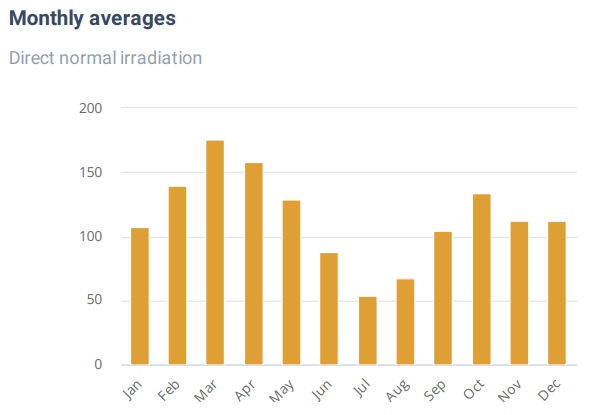 Monthly averages
Direct normal irradiation
200
150
100
50
0
Jan Feb Mar Apr May Jun Jul Aug Sep Oct Nov Dec